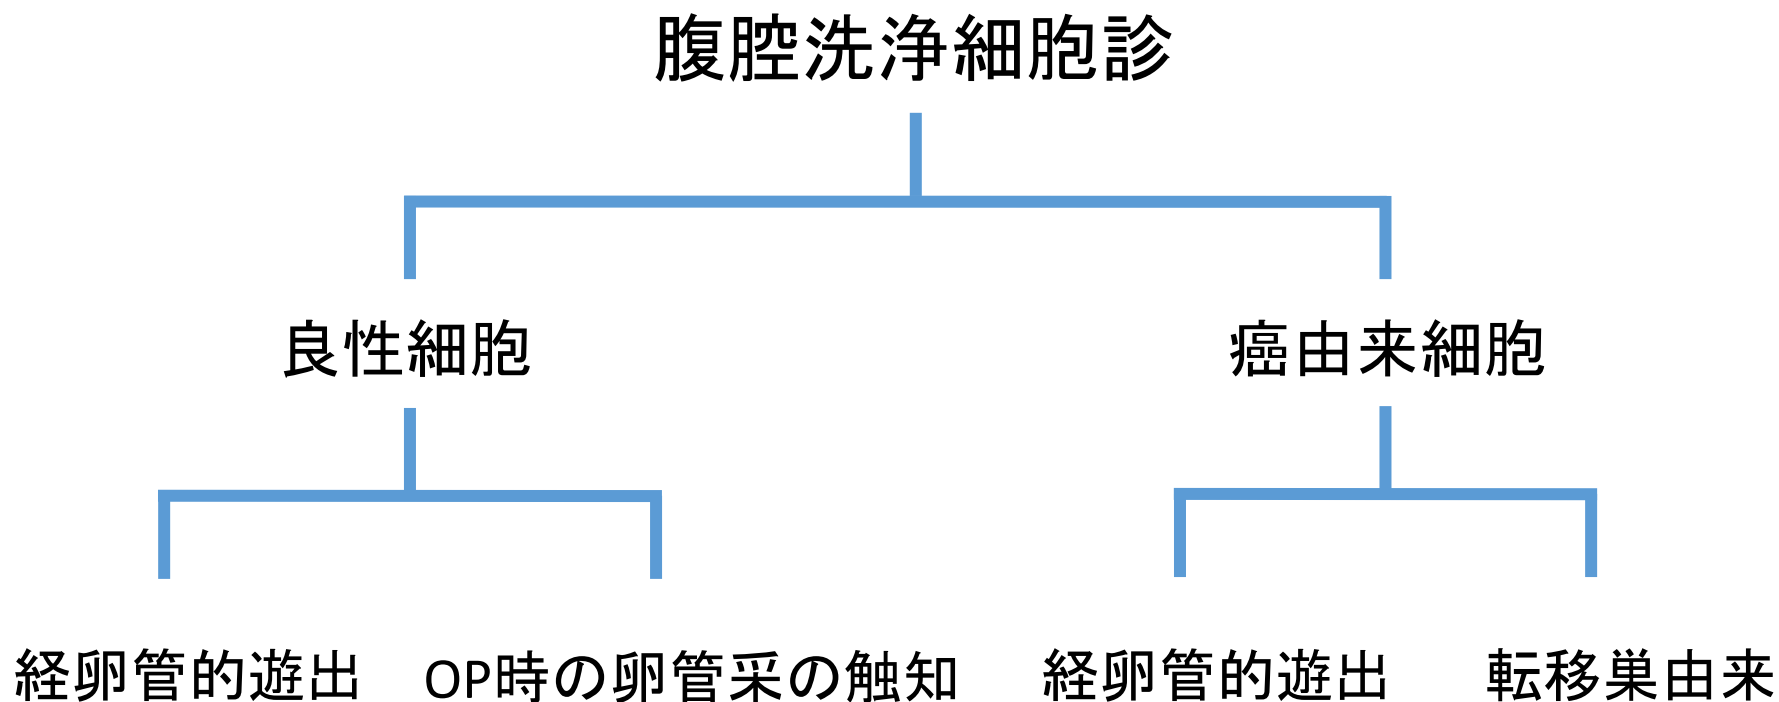 腹腔洗浄細胞診
良性細胞
癌由来細胞
経卵管的遊出
OP時の卵管采の触知
経卵管的遊出
転移巣由来